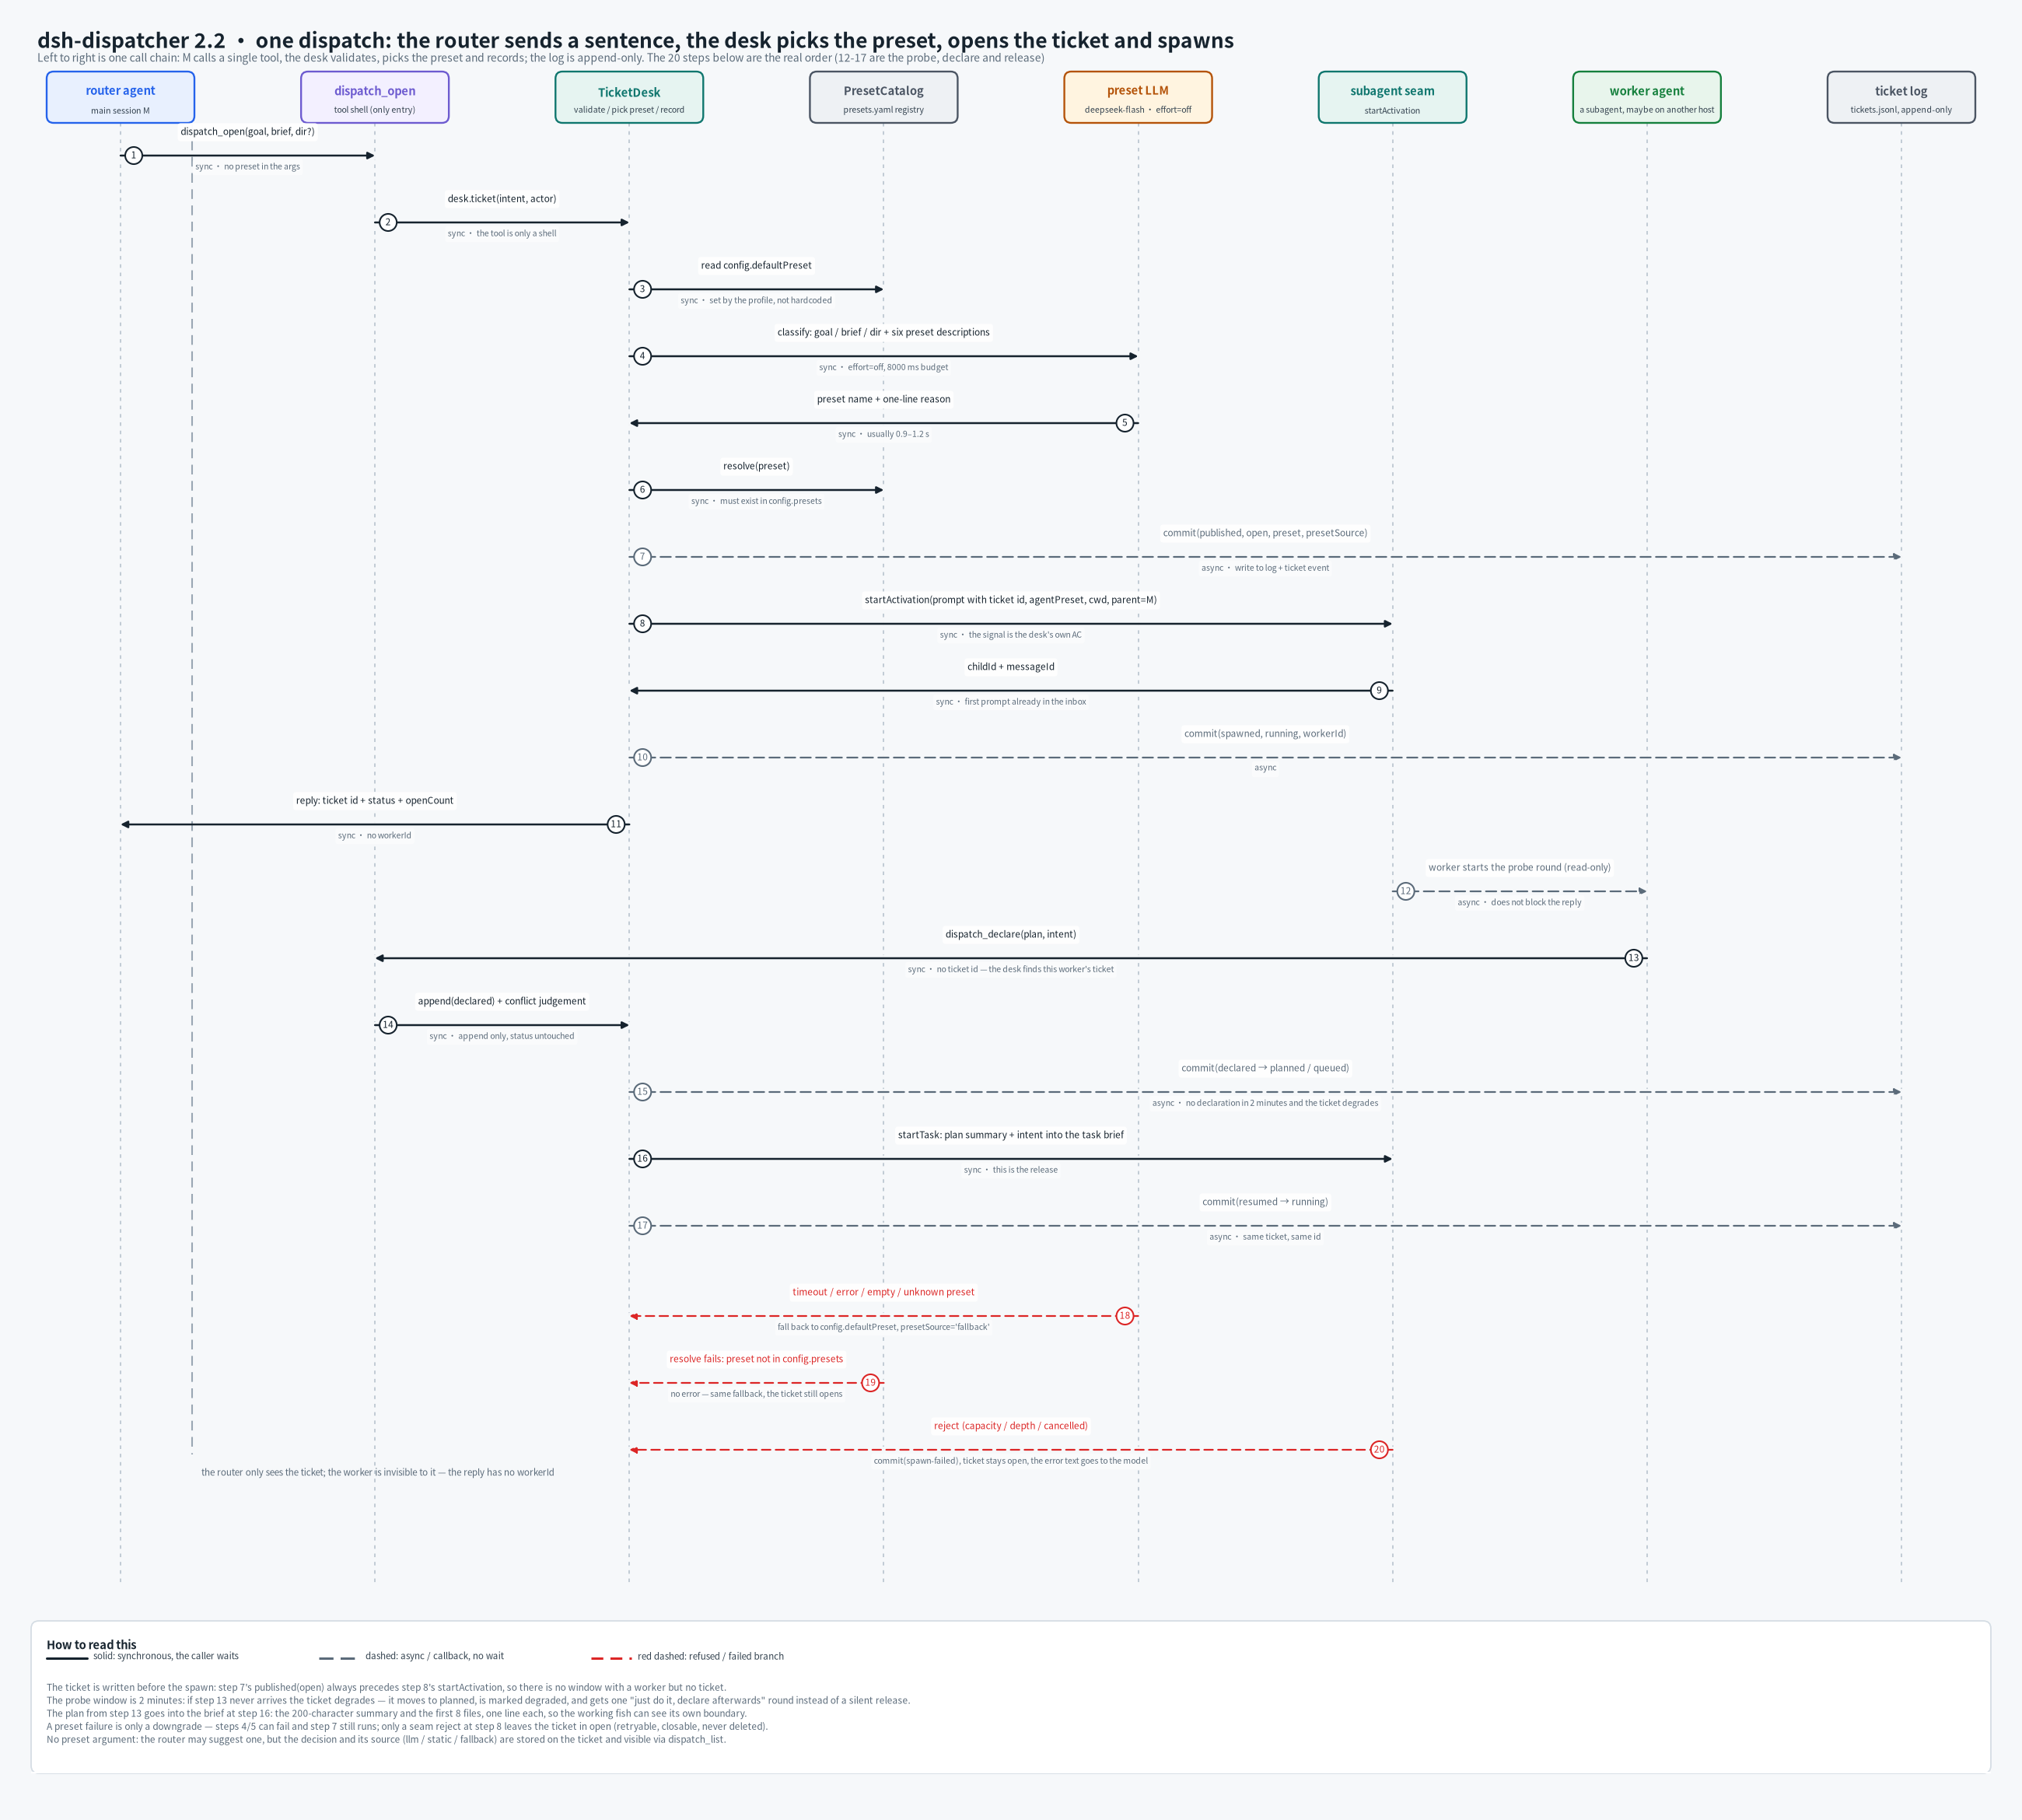 dsh-dispatcher 2.2 • one dispatch: the router sends a sentence, the desk picks the preset, opens the ticket and spawns
Left to right is one call chain: M calls a single tool, the desk validates, picks the preset and records; the log is append-only. The 20 steps below are the real order (12-17 are the probe, declare and release)
router agent
main session M
dispatch_open
tool shell (only entry)
TicketDesk
validate / pick preset / record
PresetCatalog
presets.yaml registry
preset LLM
deepseek-flash • effort=off
subagent seam
startActivation
worker agent
a subagent, maybe on another host
ticket log
tickets.jsonl, append-only
dispatch_open(goal, brief, dir?)
1
sync • no preset in the args
desk.ticket(intent, actor)
2
sync • the tool is only a shell
read config.defaultPreset
3
sync • set by the profile, not hardcoded
classify: goal / brief / dir + six preset descriptions
4
sync • effort=off, 8000 ms budget
preset name + one-line reason
5
sync • usually 0.9–1.2 s
resolve(preset)
6
sync • must exist in config.presets
commit(published, open, preset, presetSource)
7
async • write to log + ticket event
startActivation(prompt with ticket id, agentPreset, cwd, parent=M)
8
sync • the signal is the desk's own AC
childId + messageId
9
sync • first prompt already in the inbox
commit(spawned, running, workerId)
10
async
reply: ticket id + status + openCount
11
sync • no workerId
worker starts the probe round (read-only)
12
async • does not block the reply
dispatch_declare(plan, intent)
13
sync • no ticket id — the desk finds this worker's ticket
append(declared) + conflict judgement
14
sync • append only, status untouched
commit(declared → planned / queued)
15
async • no declaration in 2 minutes and the ticket degrades
startTask: plan summary + intent into the task brief
16
sync • this is the release
commit(resumed → running)
17
async • same ticket, same id
timeout / error / empty / unknown preset
18
fall back to config.defaultPreset, presetSource='fallback'
resolve fails: preset not in config.presets
19
no error — same fallback, the ticket still opens
reject (capacity / depth / cancelled)
20
commit(spawn-failed), ticket stays open, the error text goes to the model
the router only sees the ticket; the worker is invisible to it — the reply has no workerId
How to read this
solid: synchronous, the caller waits
dashed: async / callback, no wait
red dashed: refused / failed branch
The ticket is written before the spawn: step 7's published(open) always precedes step 8's startActivation, so there is no window with a worker but no ticket.
The probe window is 2 minutes: if step 13 never arrives the ticket degrades — it moves to planned, is marked degraded, and gets one "just do it, declare afterwards" round instead of a silent release.
The plan from step 13 goes into the brief at step 16: the 200-character summary and the first 8 files, one line each, so the working fish can see its own boundary.
A preset failure is only a downgrade — steps 4/5 can fail and step 7 still runs; only a seam reject at step 8 leaves the ticket in open (retryable, closable, never deleted).
No preset argument: the router may suggest one, but the decision and its source (llm / static / fallback) are stored on the ticket and visible via dispatch_list.